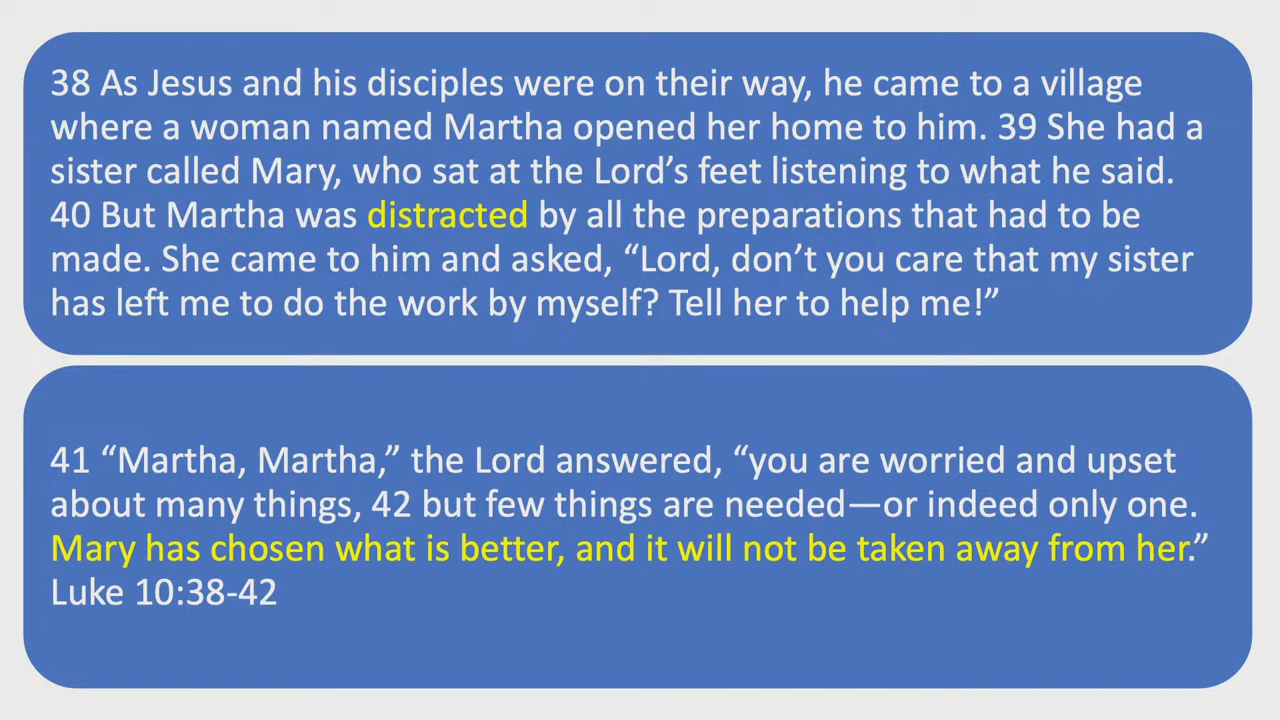 38 As Jesus and his disciples were on their way, he came to a village
where a woman named Martha opened her home to him. 39 She had a
sister called Mary, who sat at the Lord’s feet listening to what he said.
40 But Martha was distracted by all the preparations that had to be
made. She came to him and asked, “Lord, don’t you care that my sister
has left me to do the work by myself? Tell her to help me!”
41 “Martha, Martha,” the Lord answered, “you are worried and upset
about many things, 42 but few things are needed—or indeed only one.
Mary has chosen what is better, and it will not be taken away from her.”
Luke 10:38-42